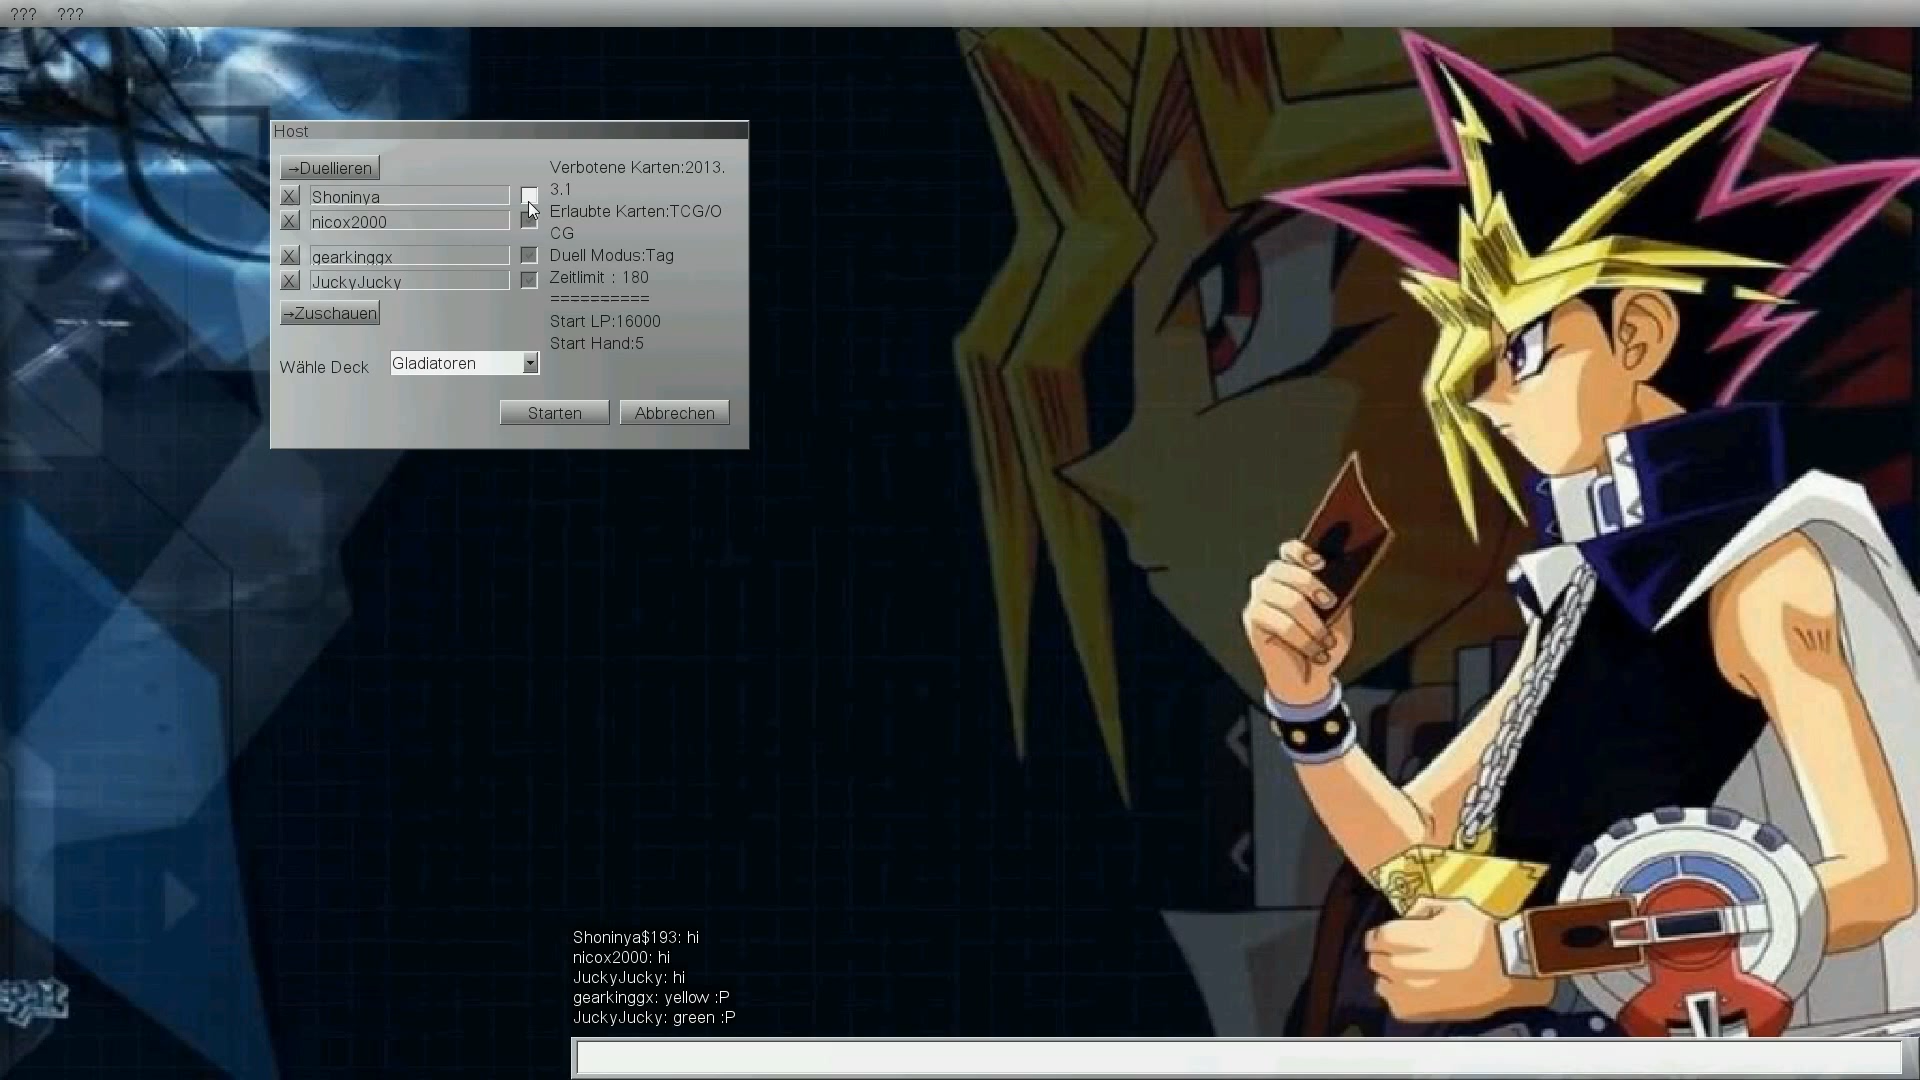 ??? ???
Host
→Duellieren
X Shoninya
X nicox2000
X gearkinggx
X JuckyJucky
→Zuschauen
Wähle Deck Gladiatoren
Verbotene Karten:2013.
3.1
Erlaubte Karten:TCG/O
CG
Duell Modus:Tag
Zeitlimit : 180
==========
Start LP:16000
Start Hand:5
Starten Abbrechen
Shoninya$193: hi
nicox2000: hi
JuckyJucky: hi
gearkinggx: yellow :P
JuckyJucky: green :P